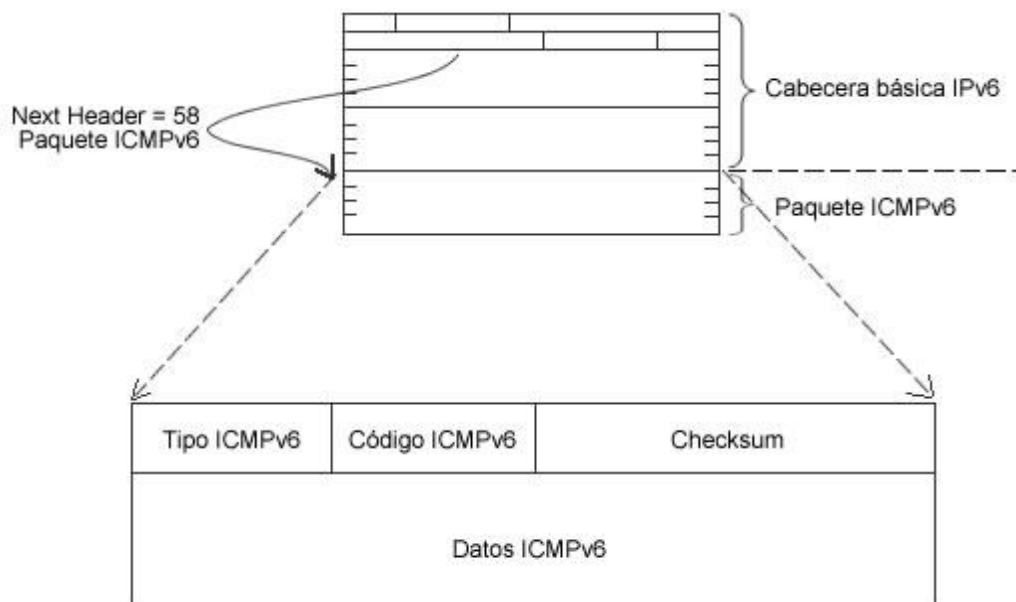 Cabecera básica IPv6
Next Header = 58
Paquete ICMPv6
Paquete ICMPv6
Tipo ICMPv6
Código ICMPv6
Checksum
Datos ICMPv6